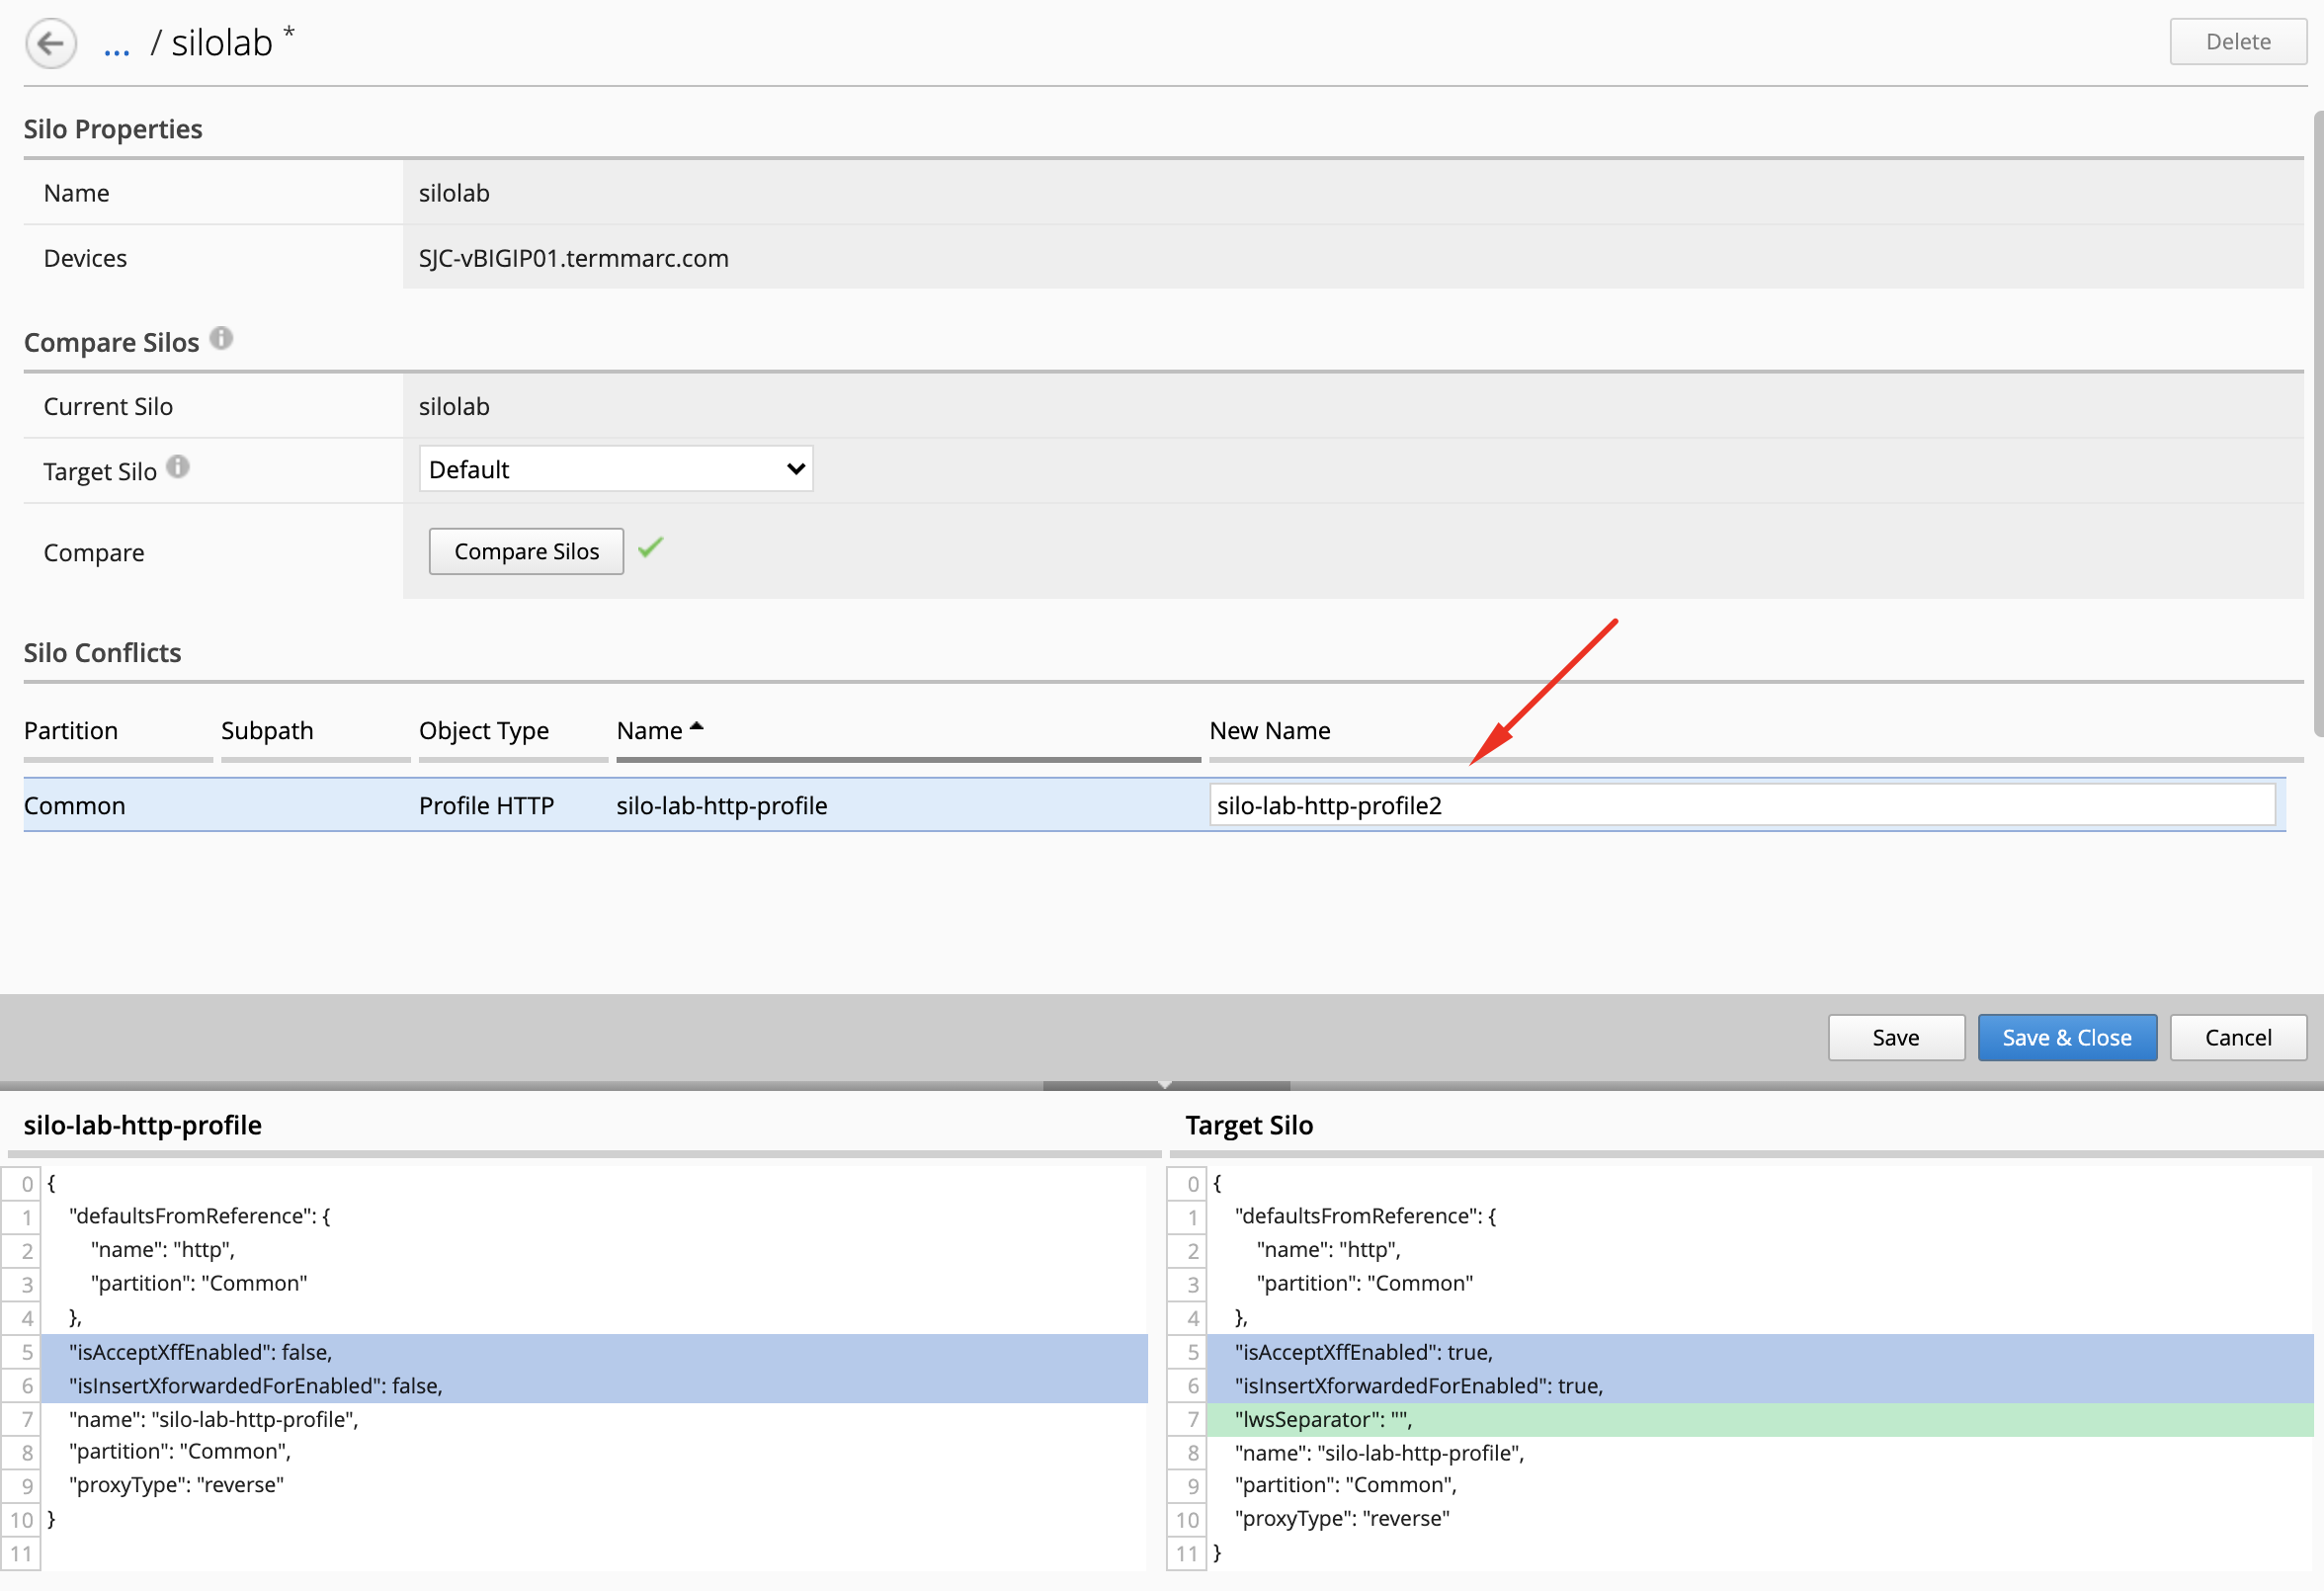 ... / silolab *
Delete
Silo Properties
Name silolab
Devices SJC-vBIGIP01.termmarc.com
Compare Silos
Current Silo silolab
Target Silo Default
Compare Compare Silos
Silo Conflicts
Partition Subpath Object Type Name New Name
Common Profile HTTP silo-lab-http-profile silo-lab-http-profile2
Save Save & Close Cancel
silo-lab-http-profile
0 {
1 "defaultsFromReference": {
2 "name": "http",
3 "partition": "Common"
4 },
5 "isAcceptXffEnabled": false,
6 "isInsertXforwardedForEnabled": false,
7 "name": "silo-lab-http-profile",
8 "partition": "Common",
9 "proxyType": "reverse"
10 }
11
Target Silo
0 {
1 "defaultsFromReference": {
2 "name": "http",
3 "partition": "Common"
4 },
5 "isAcceptXffEnabled": true,
6 "isInsertXforwardedForEnabled": true,
7 "lwsSeparator": "",
8 "name": "silo-lab-http-profile",
9 "partition": "Common",
10 "proxyType": "reverse"
11 }